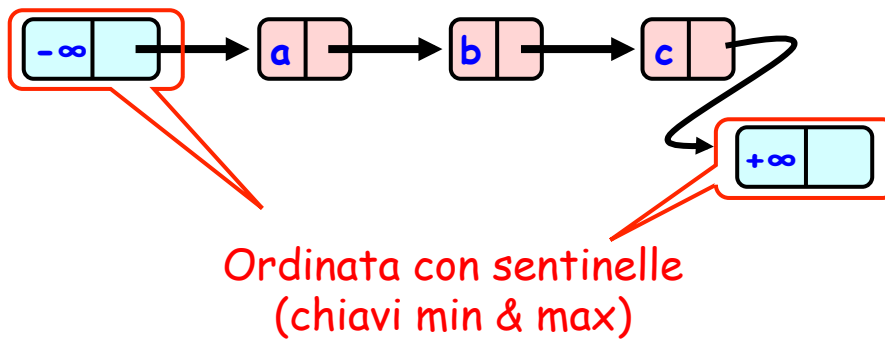 -∞ a b c
+∞
Ordinata con sentinelle
(chiavi min & max)